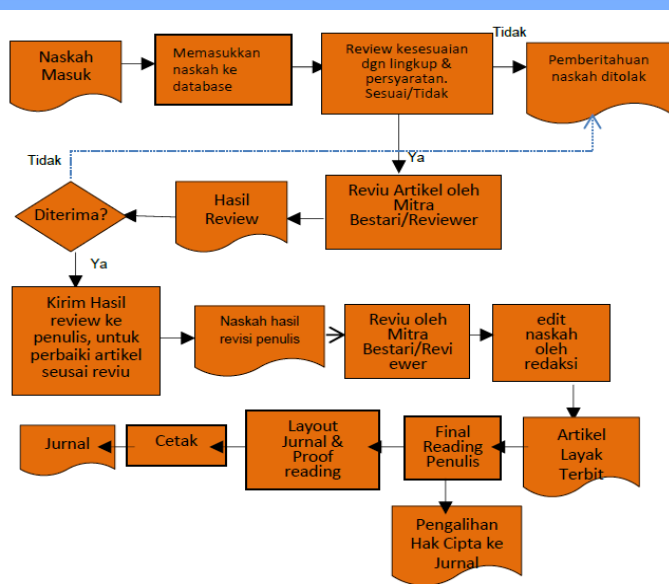 Naskah
Masuk
Memasukkan
naskah ke
database
Review kesesuaian
dgn lingkup &
persyaratan.
Sesuai/Tidak
Tidak
Pemberitahuan
naskah ditolak
Ya
Tidak
Diterima?
Hasil
Review
Reviu Artikel oleh
Mitra
Bestari/Reviewer
Ya
Kirim Hasil
review ke
penulis, untuk
perbaiki artikel
seusai reviu
Naskah hasil
revisi penulis
Reviu oleh
Mitra
Bestari/Revi
ewer
edit
naskah
oleh
redaksi
Jurnal
Cetak
Layout
Jurnal &
Proof
reading
Final
Reading
Penulis
Artikel
Layak
Terbit
Pengalihan
Hak Cipta ke
Jurnal